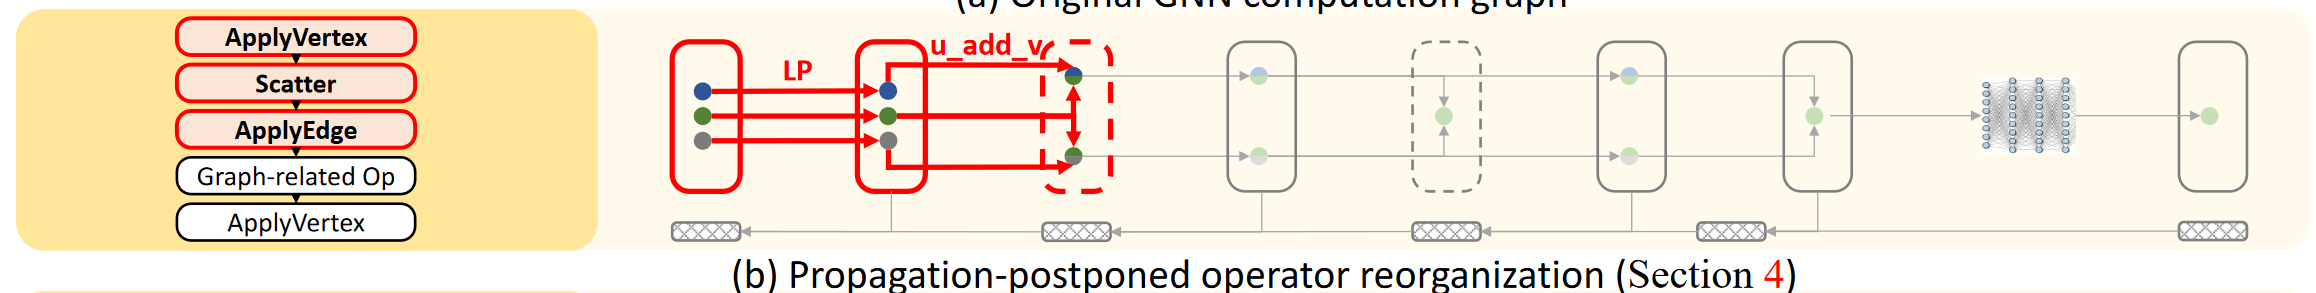 (a) Original GNN computation graph
ApplyVertex
Scatter
ApplyEdge
Graph-related Op
ApplyVertex
LP
u_add_v
(b) Propagation-postponed operator reorganization (Section 4)